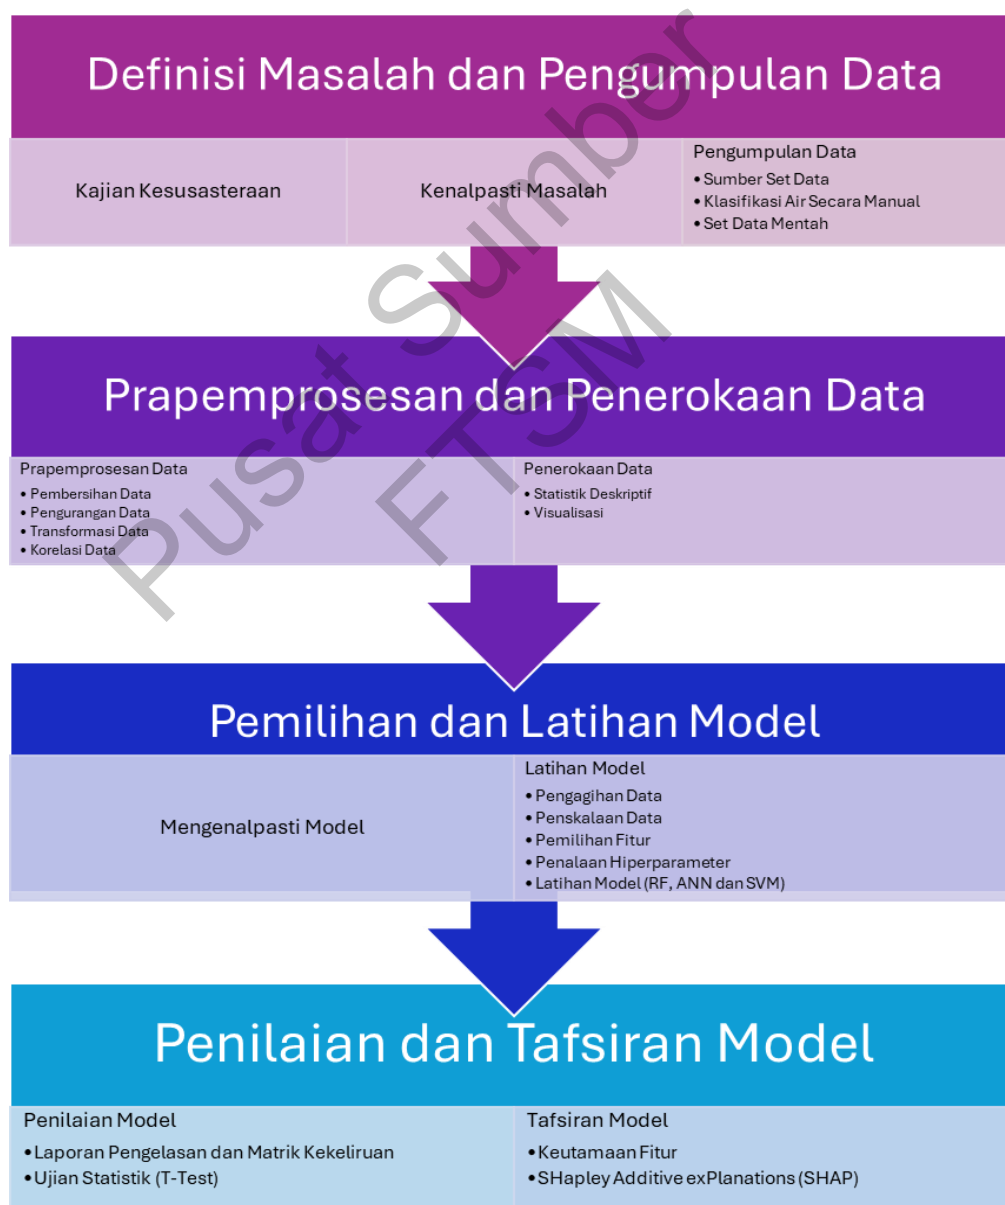 Definisi Masalah dan Pengumpulan Data
Kajian Kesusasteraan
Kenalpasti Masalah
Pengumpulan Data
• Sumber Set Data
• Klasifikasi Air Secara Manual
• Set Data Mentah
Prapemprosesan dan Penerokaan Data
Prapemprosesan Data
• Pembersihan Data
• Pengurangan Data
• Transformasi Data
• Korelasi Data
Penerokaan Data
• Statistik Deskriptif
• Visualisasi
Pemilihan dan Latihan Model
Mengenalpasti Model
Latihan Model
• Pengagihan Data
• Penskalaan Data
• Pemilihan Fitur
• Penalaan Hiperparameter
• Latihan Model (RF, ANN dan SVM)
Penilaian dan Tafsiran Model
Penilaian Model
• Laporan Pengelasan dan Matrik Kekeliruan
• Ujian Statistik (T-Test)
Tafsiran Model
• Keutamaan Fitur
• SHapley Additive exPlanations (SHAP)
Pusat Sumber
FTSM